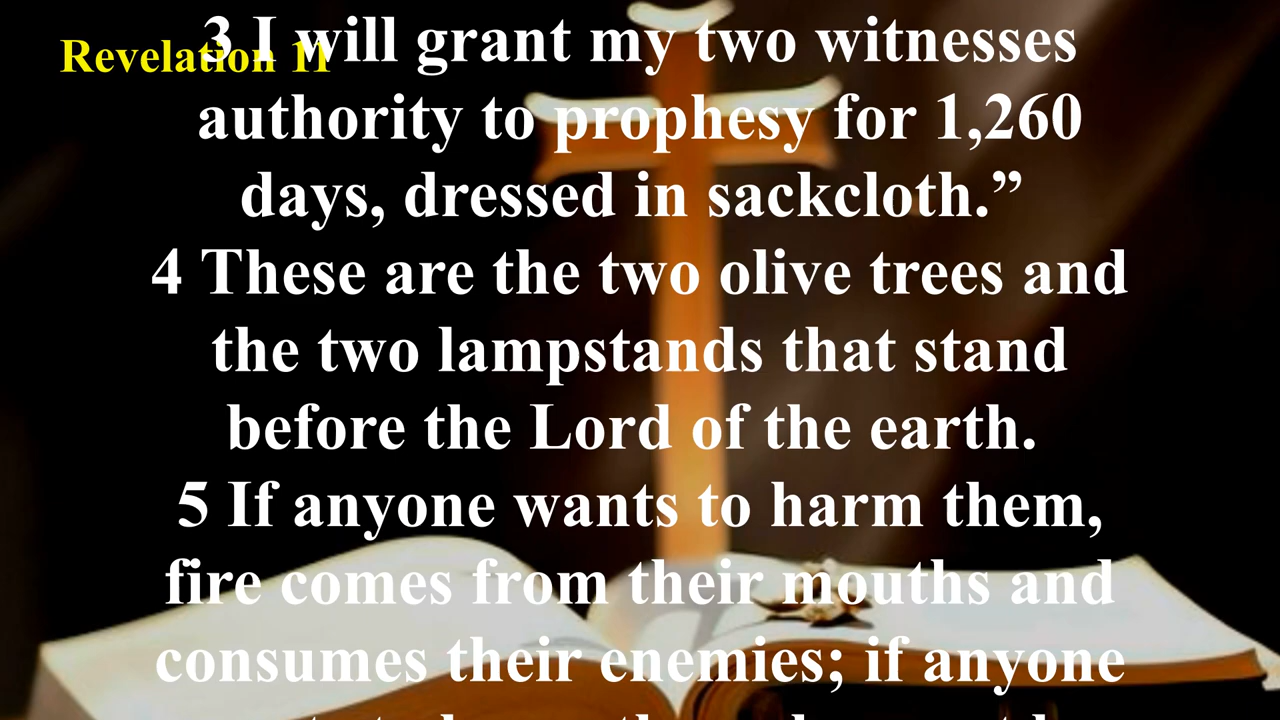 Revelation 11
3 I will grant my two witnesses
authority to prophesy for 1,260
days, dressed in sackcloth.”
4 These are the two olive trees and
the two lampstands that stand
before the Lord of the earth.
5 If anyone wants to harm them,
fire comes from their mouths and
consumes their enemies; if anyone